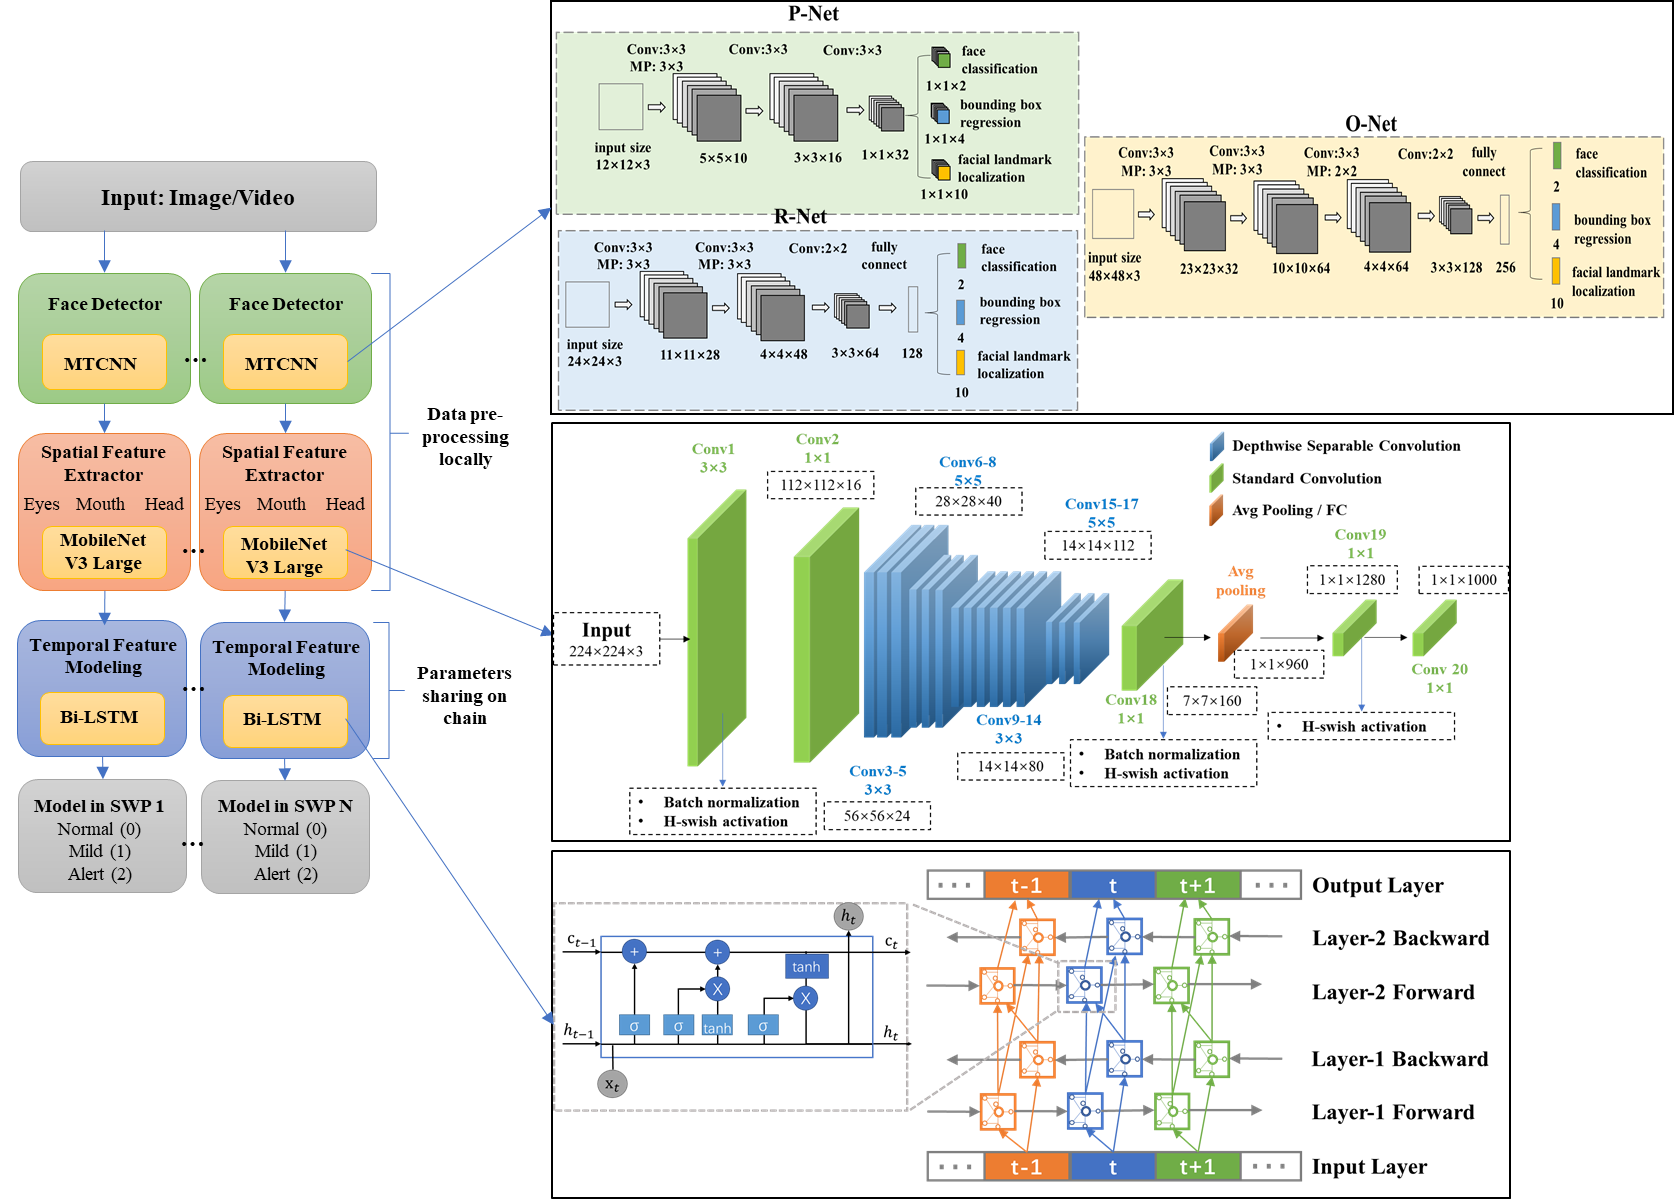 Input: Image/Video
Face Detector
MTCNN
...
Face Detector
MTCNN
Spatial Feature
Extractor
Eyes Mouth Head
MobileNet
V3 Large
...
Spatial Feature
Extractor
Eyes Mouth Head
MobileNet
V3 Large
Temporal Feature
Modeling
Bi-LSTM
...
Temporal Feature
Modeling
Bi-LSTM
Model in SWP 1
Normal (0)
Mild (1)
Alert (2)
...
Model in SWP N
Normal (0)
Mild (1)
Alert (2)
Data pre-
processing
locally
Parameters
sharing on
chain
P-Net
Conv:3×3
MP: 3×3
Conv:3×3
Conv:3×3
input size
12×12×3
5×5×10
3×3×16
1×1×32
face
classification
1×1×2
bounding box
regression
1×1×4
facial landmark
localization
1×1×10
R-Net
Conv:3×3
MP: 3×3
Conv:3×3
MP: 3×3
Conv:2×2
fully
connect
input size
24×24×3
11×11×28
4×4×48
3×3×64
128
face
classification
2
bounding box
regression
4
facial landmark
localization
10
O-Net
Conv:3×3
MP: 3×3
Conv:3×3
MP: 3×3
Conv:3×3
MP: 2×2
Conv:2×2
fully
connect
input size
48×48×3
23×23×32
10×10×64
4×4×64
3×3×128
256
face
classification
2
bounding box
regression
4
facial landmark
localization
10
Input
224×224×3
Conv1
3×3
• Batch normalization
• H-swish activation
Conv2
1×1
112×112×16
Conv3-5
3×3
56×56×24
Conv6-8
5×5
28×28×40
Conv9-14
3×3
14×14×80
Conv15-17
5×5
14×14×112
Conv18
1×1
7×7×160
• Batch normalization
• H-swish activation
Avg
pooling
1×1×960
Conv19
1×1
1×1×1280
• H-swish activation
1×1×1000
Conv 20
1×1
Depthwise Separable Convolution
Standard Convolution
Avg Pooling / FC
h_t
c_{t−1}
+
+
c_t
tanh
X
X
σ
σ
tanh
σ
h_{t−1}
h_t
x_t
... t-1 t t+1 ...
Output Layer
Layer-2 Backward
Layer-2 Forward
Layer-1 Backward
Layer-1 Forward
... t-1 t t+1 ...
Input Layer